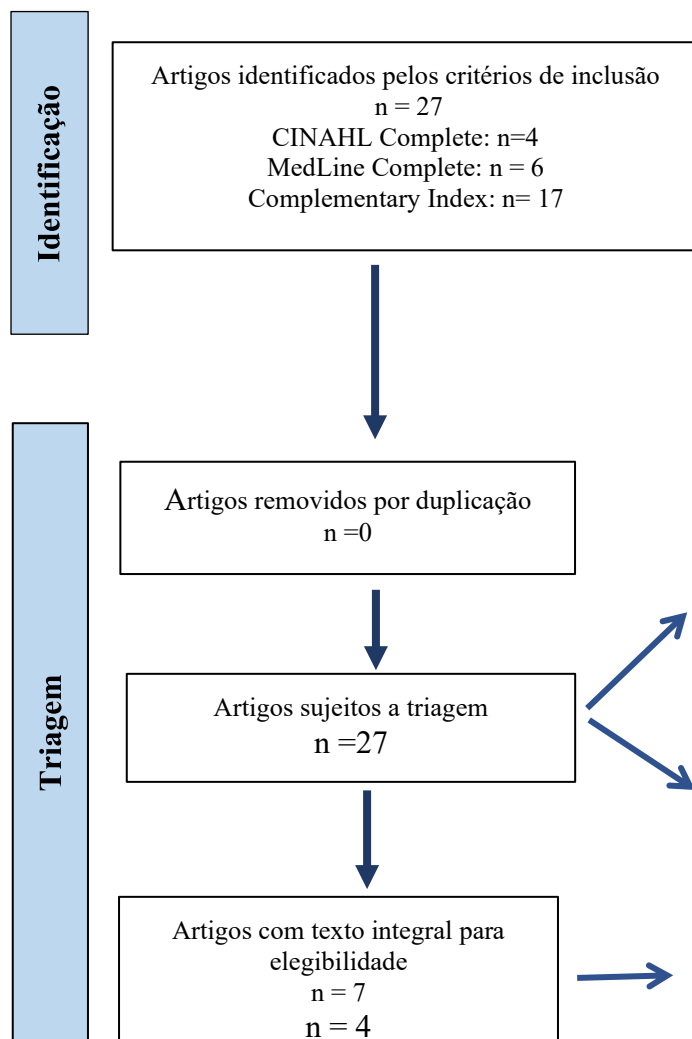 Identificação
Artigos identificados pelos critérios de inclusão
n = 27
CINAHL Complete: n=4
MedLine Complete: n = 6
Complementary Index: n= 17
Triagem
Artigos removidos por duplicação
n =0
Artigos sujeitos a triagem
n =27
Artigos com texto integral para
elegibilidade
n = 7
n = 4